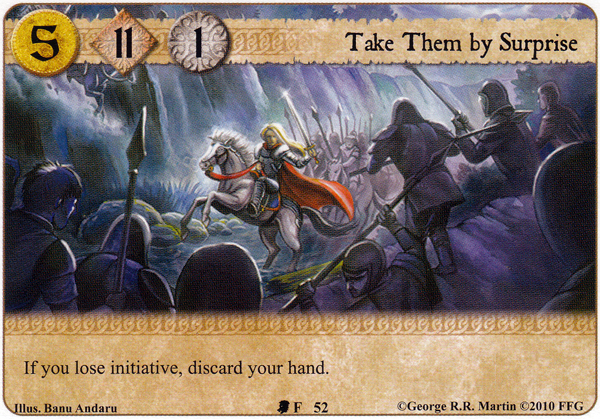 5 11 1 Take Them by Surprise
If you lose initiative, discard your hand.
Illus. Banu Andaru F 52 ©George R.R. Martin ©2010 FFG